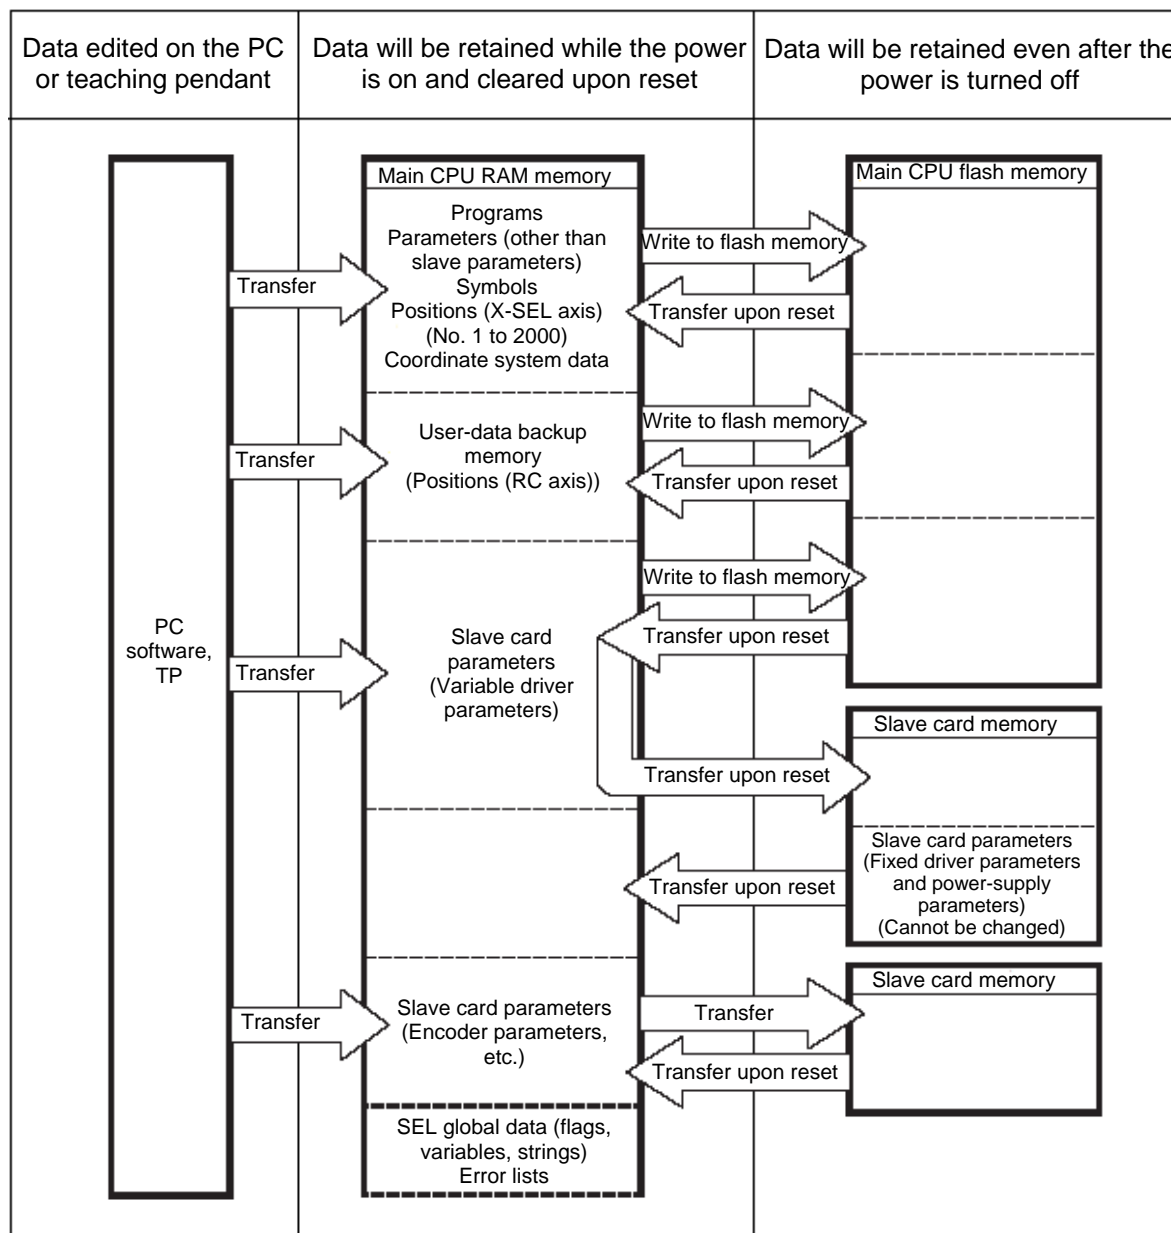 Data edited on the PC
or teaching pendant
Data will be retained while the power
is on and cleared upon reset
Data will be retained even after the
power is turned off
PC
software,
TP
Transfer
Transfer
Transfer
Transfer
Main CPU RAM memory
Programs
Parameters (other than
slave parameters)
Symbols
Positions (X-SEL axis)
(No. 1 to 2000)
Coordinate system data
User-data backup
memory
(Positions (RC axis))
Slave card
parameters
(Variable driver
parameters)
Slave card parameters
(Encoder parameters,
etc.)
SEL global data (flags,
variables, strings)
Error lists
Write to flash memory
Transfer upon reset
Write to flash memory
Transfer upon reset
Write to flash memory
Transfer upon reset
Transfer upon reset
Transfer upon reset
Transfer
Transfer upon reset
Main CPU flash memory
Slave card memory
Slave card parameters
(Fixed driver parameters
and power-supply
parameters)
(Cannot be changed)
Slave card memory